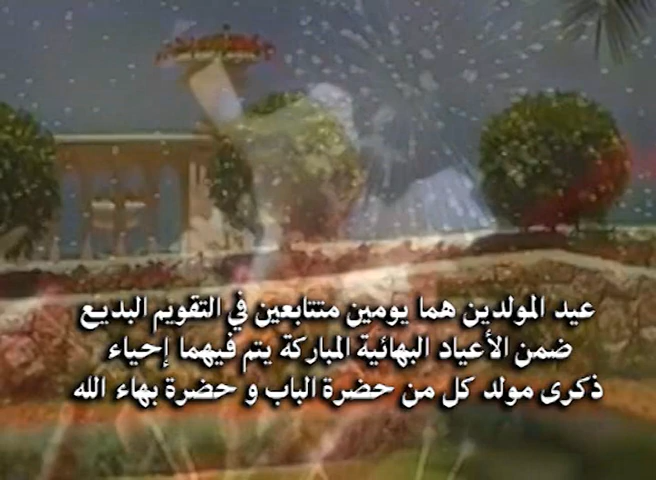 عيد المولدين هما يومين متتابعين في التقويم البديع
ضمن الأعياد البهائية المباركة يتم فيهما إحياء
ذكرى مولد كل من حضرة الباب و حضرة بهاء الله